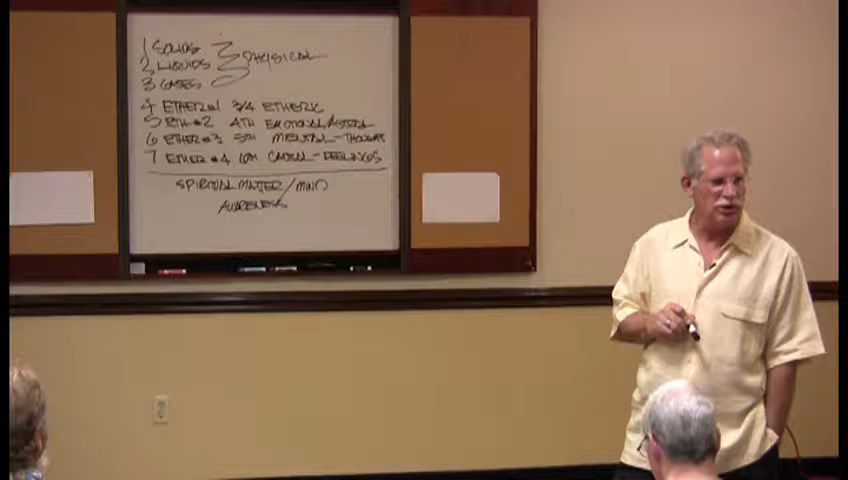 1 SOLIDS
2 LIQUIDS } PHYSICAL
3 GASES
4 ETHER #1 3/4 ETHERIC
5 ETH #2 4TH EMOTIONAL/ASTRAL
6 ETHER #3 5TH MENTAL - THOUGHT
7 ETHER #4 CAUSAL - FEELINGS
SPIRITUAL MATTER / MIND
AWARENESS